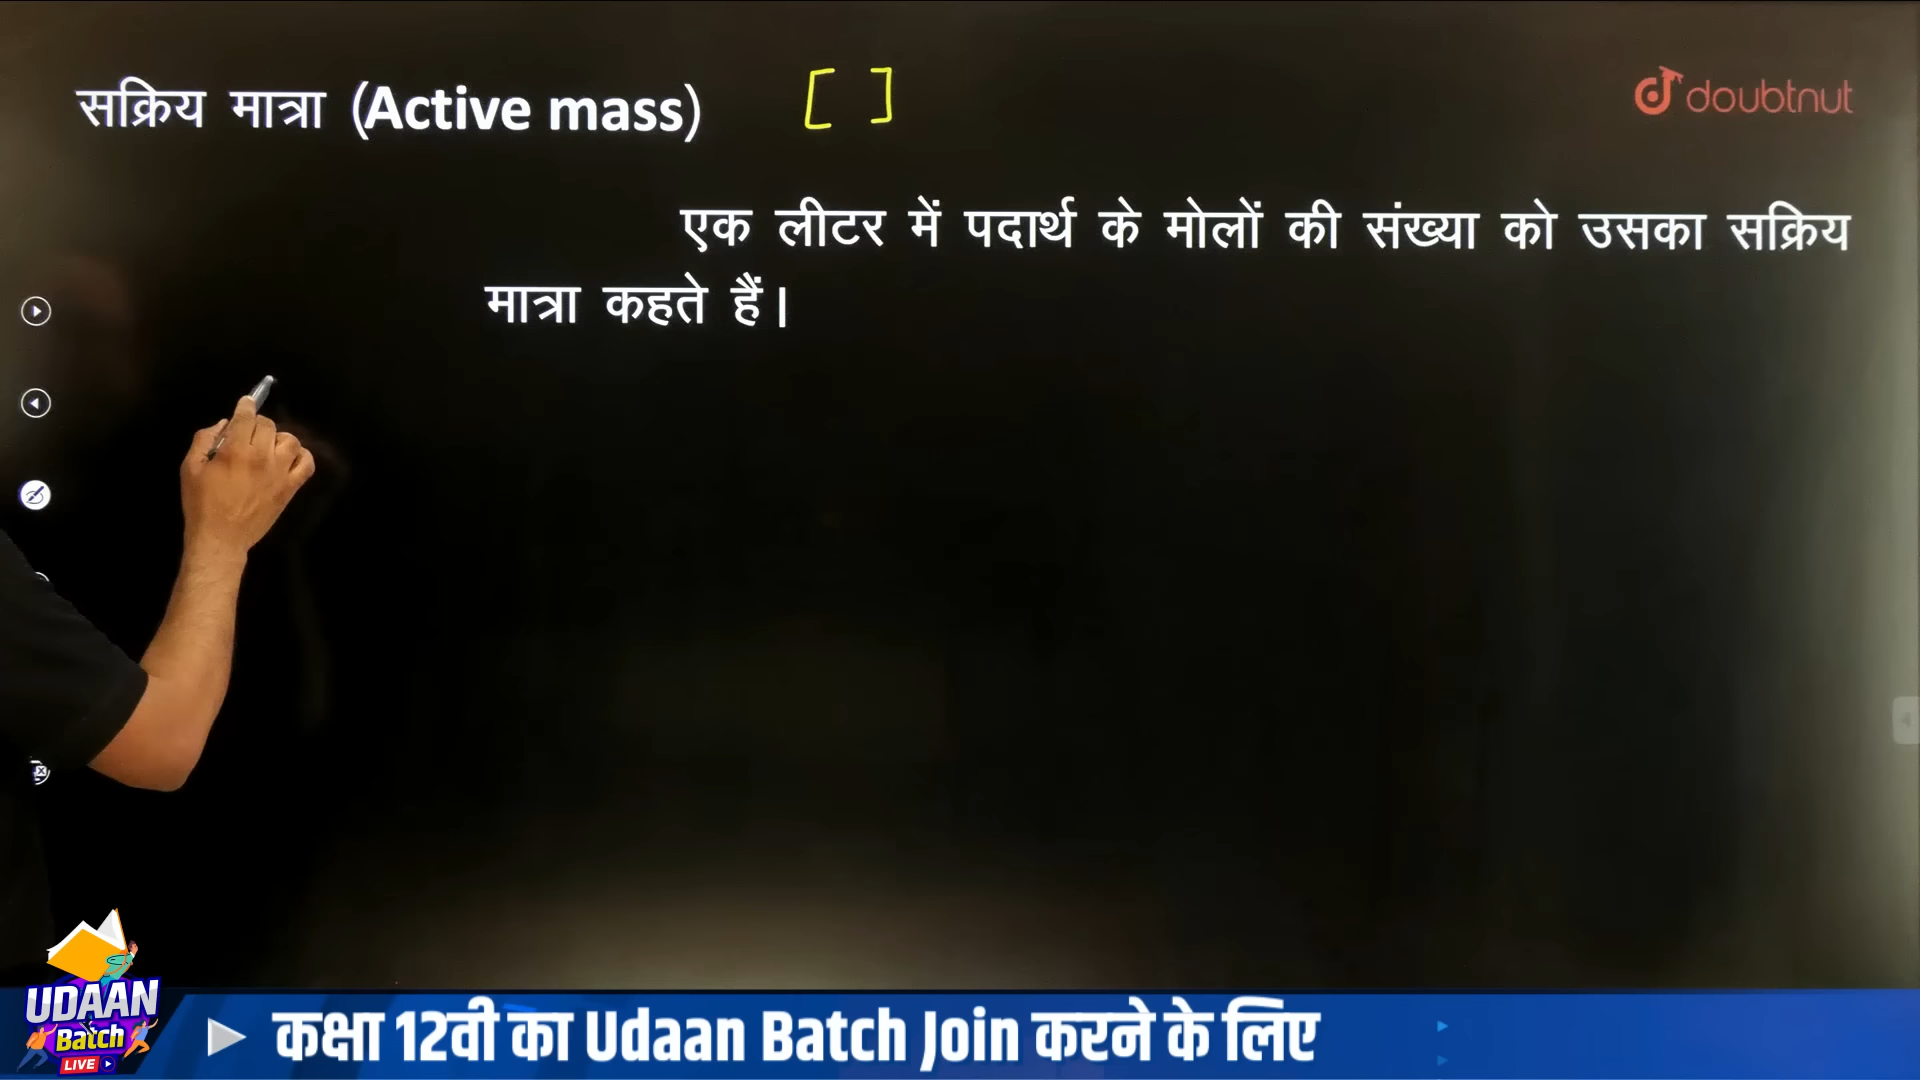 सक्रिय मात्रा (Active mass) [ ]
doubtnut
एक लीटर में पदार्थ के मोलों की संख्या को उसका सक्रिय
मात्रा कहते हैं।
UDAAN
Batch
LIVE
कक्षा 12वी का Udaan Batch Join करने के लिए